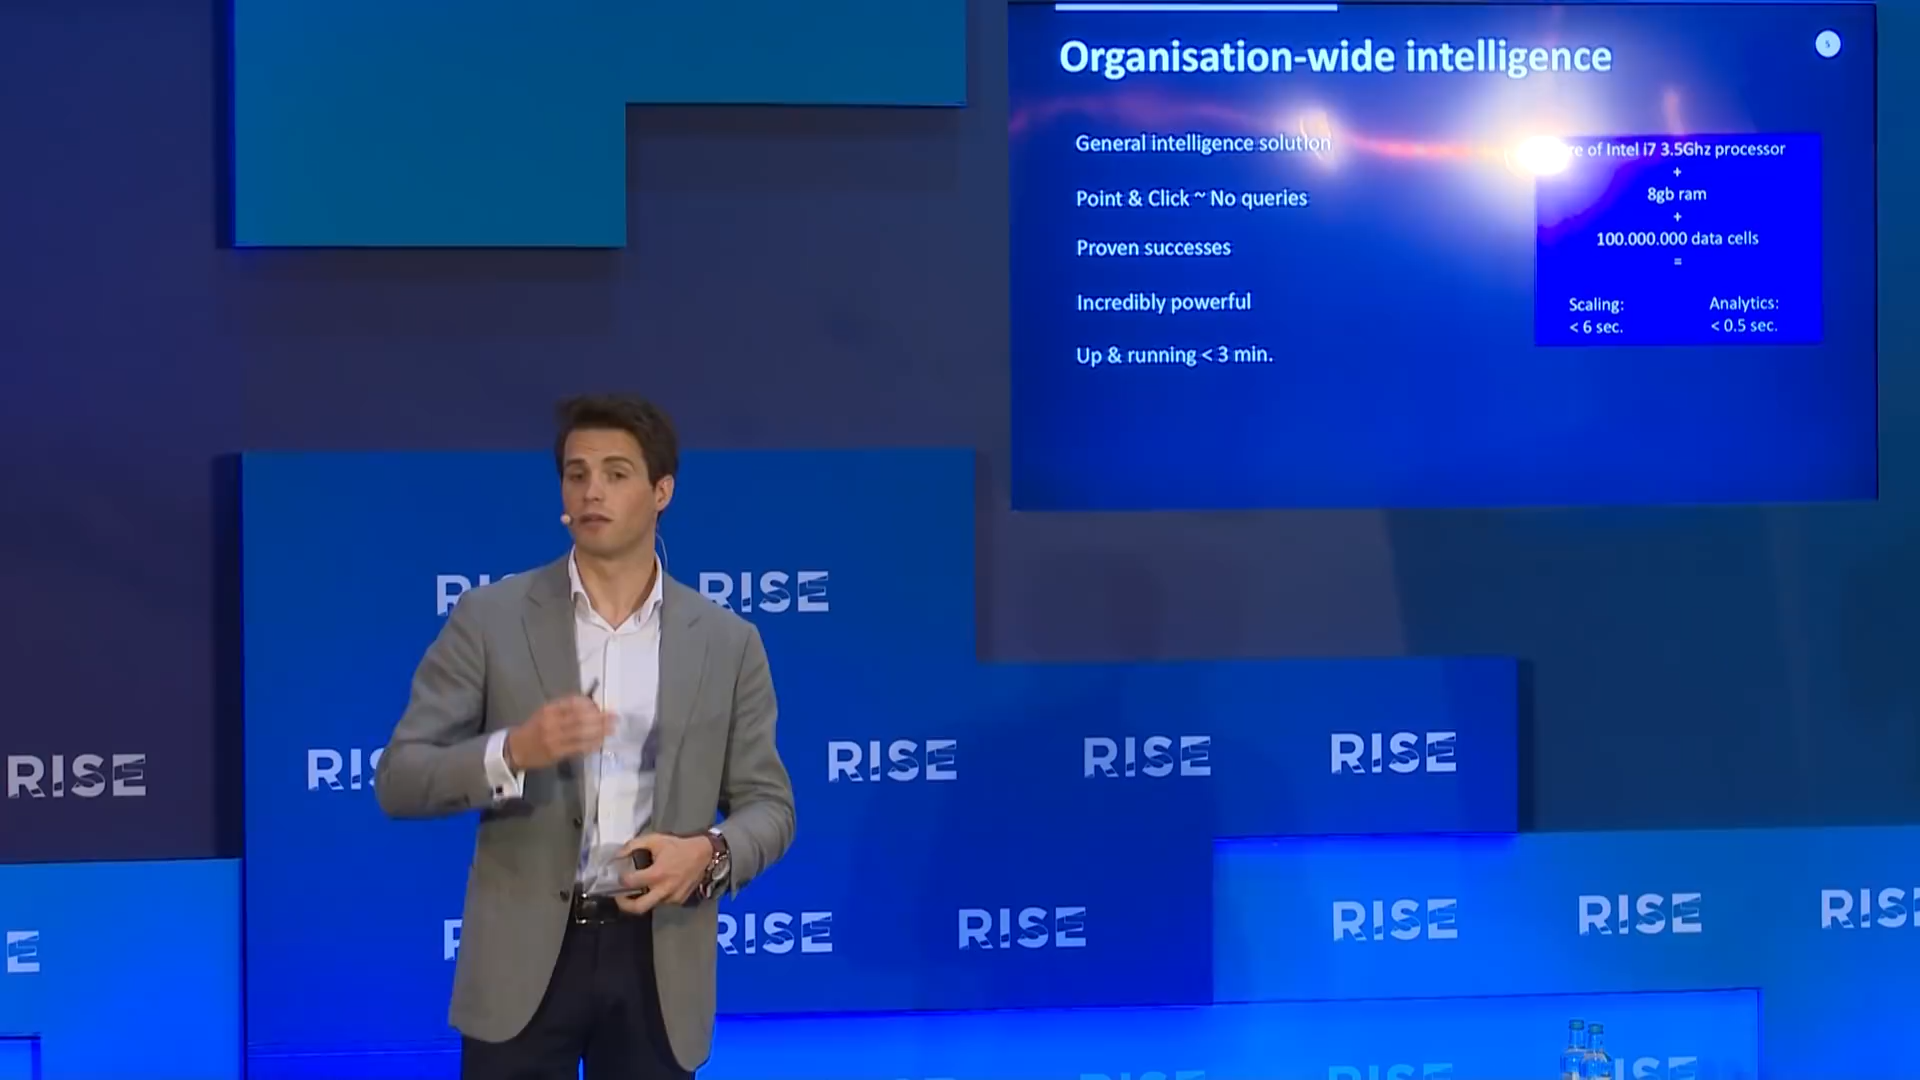 Organisation-wide intelligence
5
General intelligence solution
Point & Click ~ No queries
Proven successes
Incredibly powerful
Up & running < 3 min.
of Intel i7 3.5Ghz processor
+
8gb ram
+
100.000.000 data cells
=
Scaling:
< 6 sec.
Analytics:
< 0.5 sec.
RISE
RISE
RISE
RISE
RISE
RISE
RISE
RISE
RISE
RISE